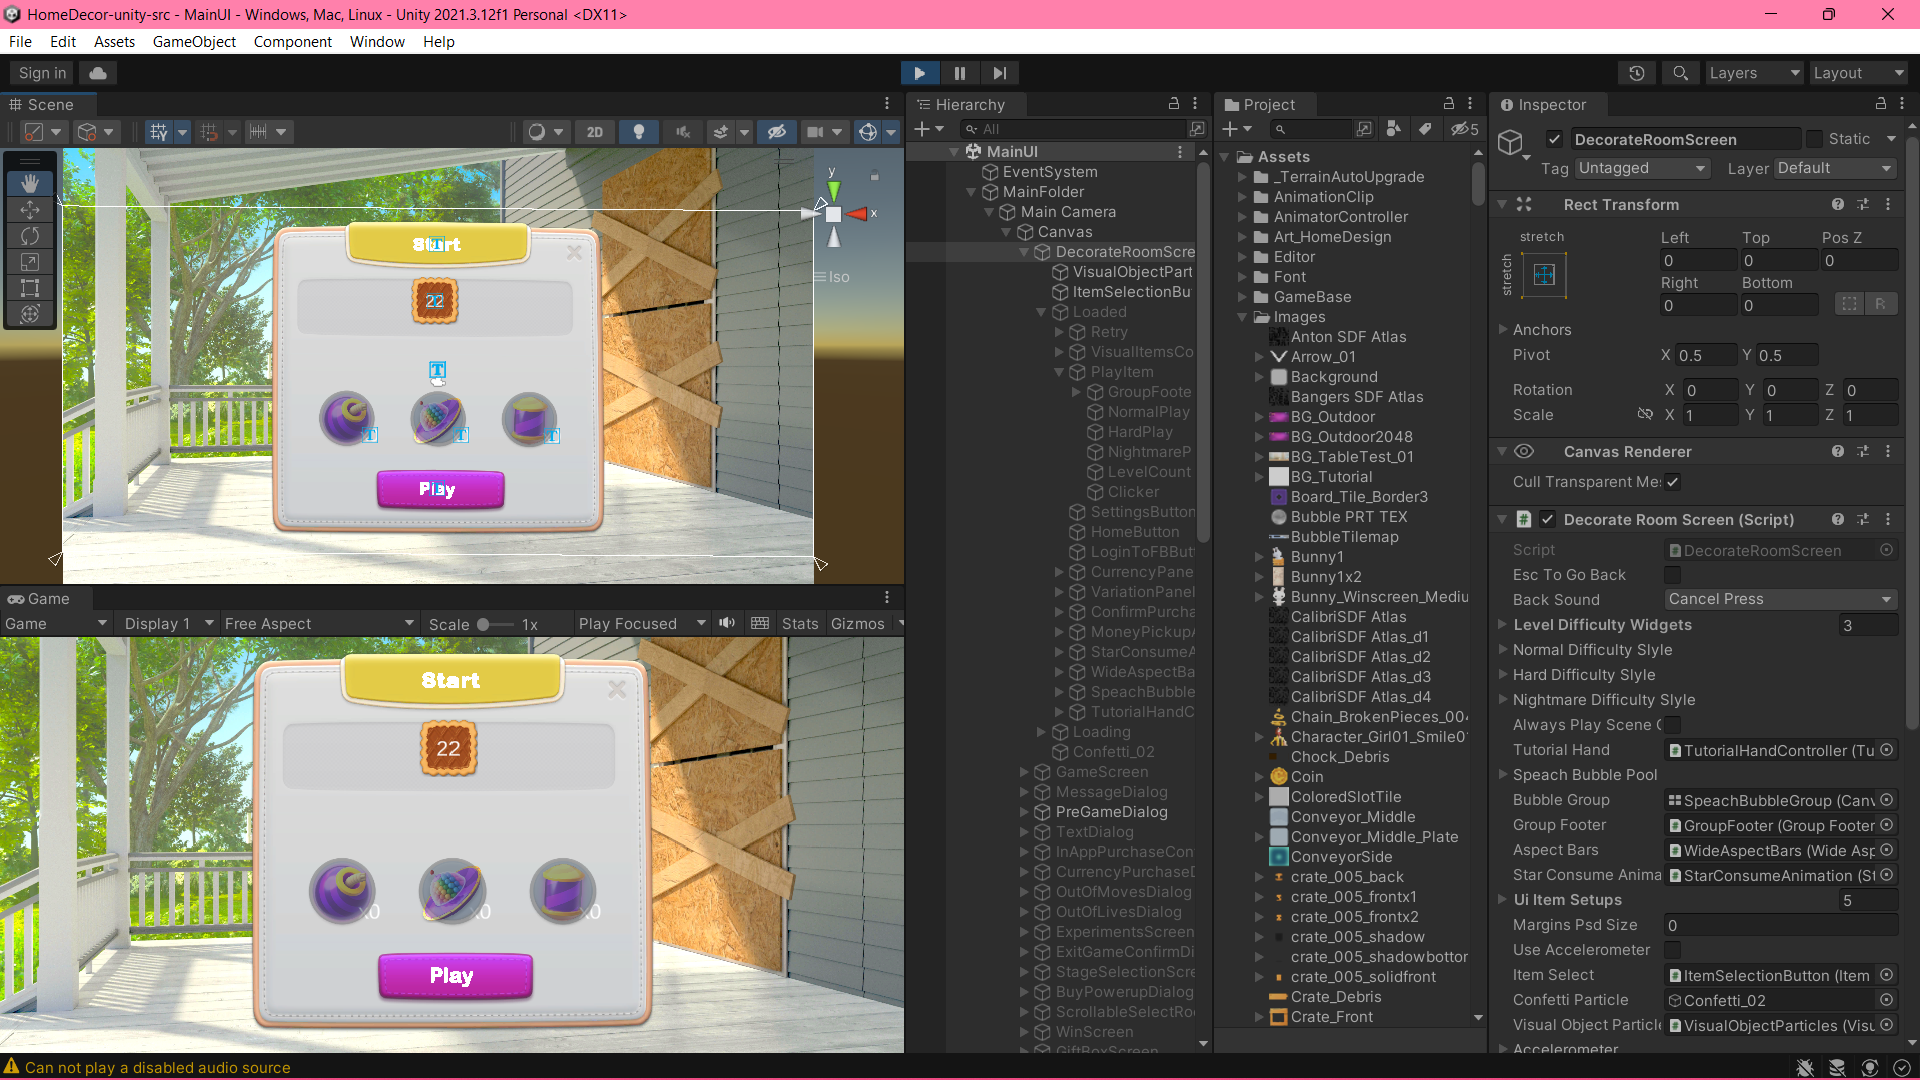 HomeDecor-unity-src - MainUI - Windows, Mac, Linux - Unity 2021.3.12f1 Personal <DX11>
File Edit Assets GameObject Component Window Help
Sign in
Layers
Layout
Scene
2D
y
x
Iso
Start
22
Play
Game
Game
Display 1
Free Aspect
Scale
1x
Play Focused
Stats
Gizmos
Start
22
x0
x0
x0
Play
Can not play a disabled audio source
Hierarchy
All
MainUI
EventSystem
MainFolder
Main Camera
Canvas
DecorateRoomScre
VisualObjectPart
ItemSelectionBu
Loaded
Retry
VisualItemsCo
PlayItem
GroupFoote
NormalPlay
HardPlay
NightmareP
LevelCount
Clicker
SettingsButton
HomeButton
LoginToFBButt
CurrencyPane
VariationPanel
ConfirmPurcha
MoneyPickupA
StarConsumeA
WideAspectBa
SpeachBubble
TutorialHandC
Loading
Confetti_02
GameScreen
MessageDialog
PreGameDialog
TextDialog
InAppPurchaseCon
CurrencyPurchaseD
OutOfMovesDialog
OutOfLivesDialog
ExperimentsScreen
ExitGameConfirmDi
StageSelectionScre
BuyPowerupDialog
ScrollableSelectRo
WinScreen
GiftBoxScreen
Project
5
Assets
_TerrainAutoUpgrade
AnimationClip
AnimatorController
Art_HomeDesign
Editor
Font
GameBase
Images
Anton SDF Atlas
Arrow_01
Background
Bangers SDF Atlas
BG_Outdoor
BG_Outdoor2048
BG_TableTest_01
BG_Tutorial
Board_Tile_Border3
Bubble PRT TEX
BubbleTilemap
Bunny1
Bunny1x2
Bunny_Winscreen_Mediu
CalibriSDF Atlas
CalibriSDF Atlas_d1
CalibriSDF Atlas_d2
CalibriSDF Atlas_d3
CalibriSDF Atlas_d4
Chain_BrokenPieces_004
Character_Girl01_Smile01
Chock_Debris
Coin
ColoredSlotTile
Conveyor_Middle
Conveyor_Middle_Plate
ConveyorSide
crate_005_back
crate_005_frontx1
crate_005_frontx2
crate_005_shadow
crate_005_shadowbottor
crate_005_solidfront
Crate_Debris
Crate_Front
Inspector
DecorateRoomScreen
Static
Tag Untagged
Layer Default
Rect Transform
stretch
stretch
Left Top Pos Z
0 0 0
Right Bottom
0 0
R
Anchors
Pivot X 0.5 Y 0.5
Rotation X 0 Y 0 Z 0
Scale X 1 Y 1 Z 1
Canvas Renderer
Cull Transparent Mes
Decorate Room Screen (Script)
Script DecorateRoomScreen
Esc To Go Back
Back Sound Cancel Press
Level Difficulty Widgets 3
Normal Difficulty Slyle
Hard Difficulty Slyle
Nightmare Difficulty Slyle
Always Play Scene C
Tutorial Hand TutorialHandController (Tu
Speach Bubble Pool
Bubble Group SpeachBubbleGroup (Canv
Group Footer GroupFooter (Group Footer
Aspect Bars WideAspectBars (Wide Asp
Star Consume Anima StarConsumeAnimation (St
Ui Item Setups 5
Margins Psd Size 0
Use Accelerometer
Item Select ItemSelectionButton (Item
Confetti Particle Confetti_02
Visual Object Particle VisualObjectParticles (Visu
Accelerometer